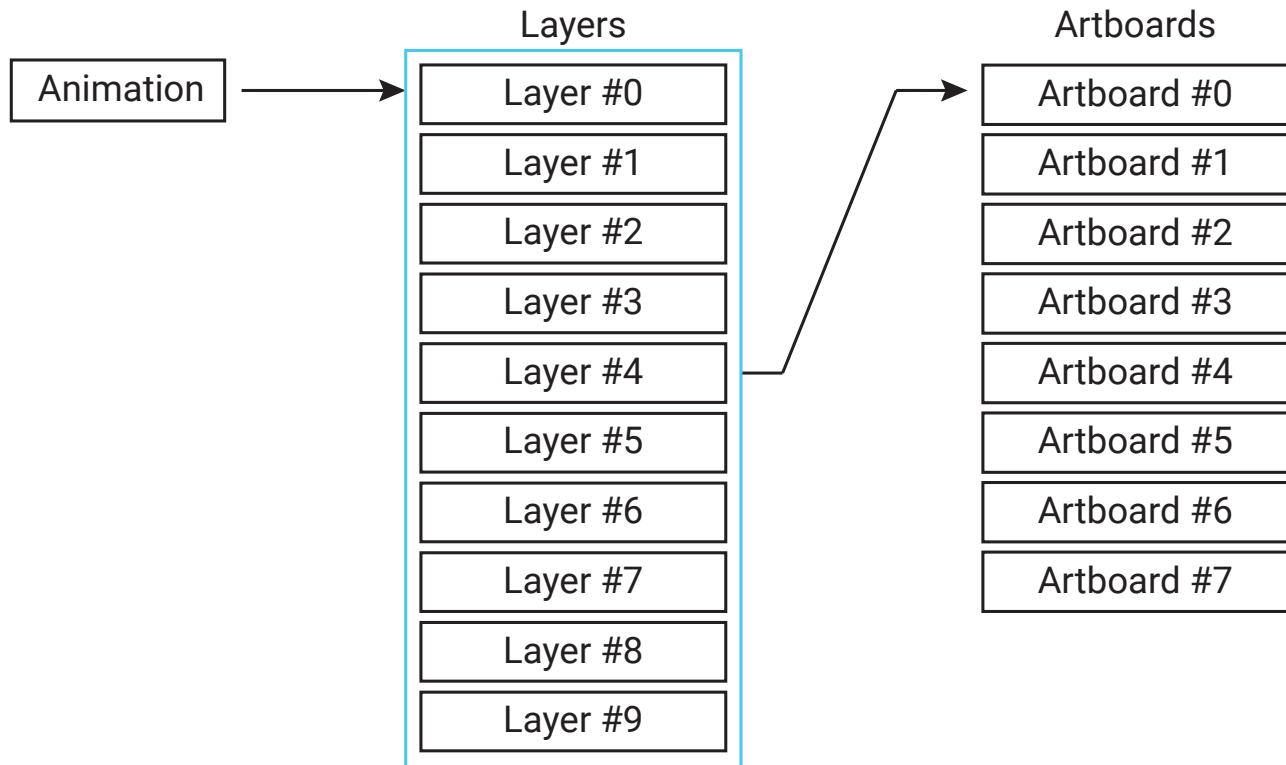 Layers
Artboards
Animation
Layer #0
Layer #1
Layer #2
Layer #3
Layer #4
Layer #5
Layer #6
Layer #7
Layer #8
Layer #9
Artboard #0
Artboard #1
Artboard #2
Artboard #3
Artboard #4
Artboard #5
Artboard #6
Artboard #7